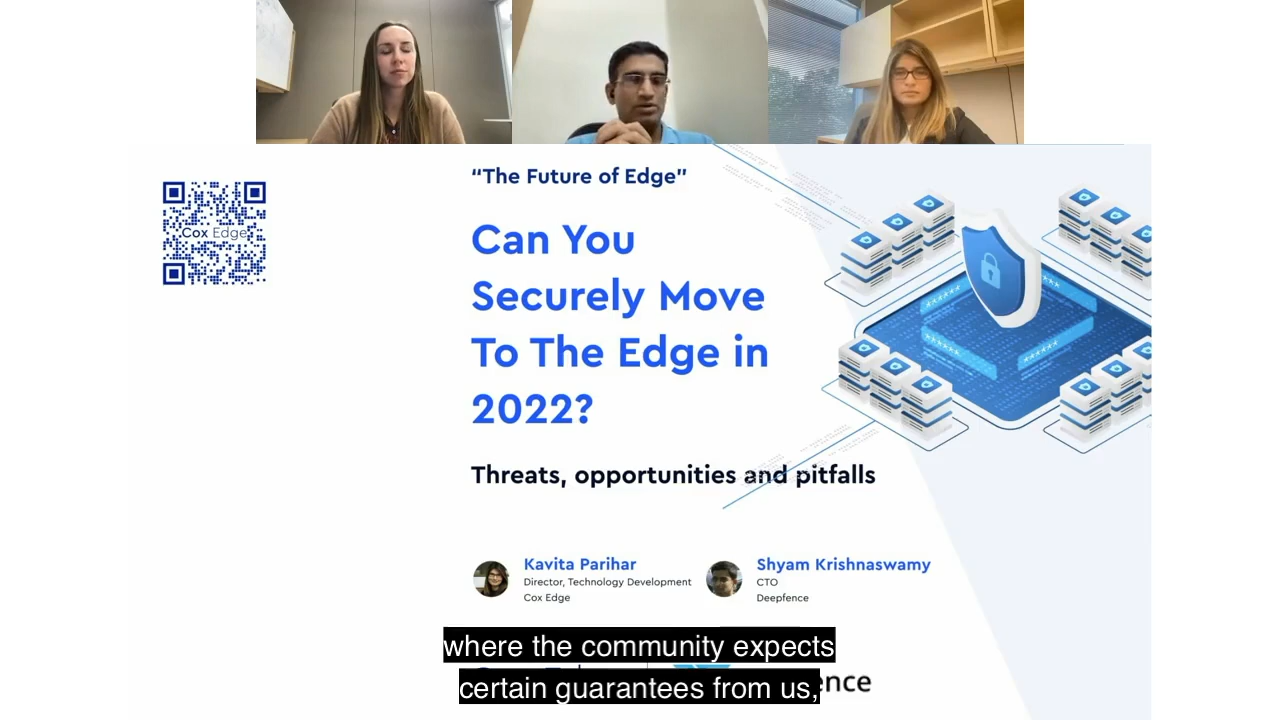 “The Future of Edge”
Cox Edge
Can You
Securely Move
To The Edge in
2022?
Threats, opportunities and pitfalls
Kavita Parihar
Director, Technology Development
Cox Edge
Shyam Krishnaswamy
CTO
Deepfence
where the community expects
certain guarantees from us,